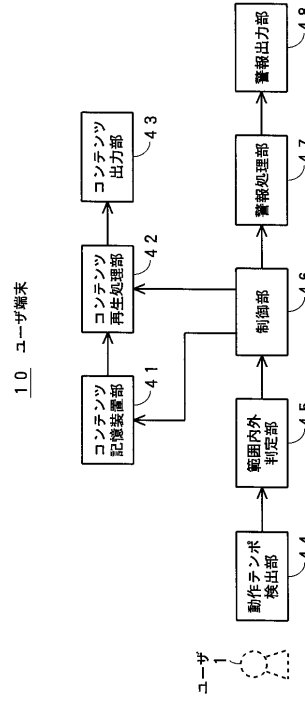 10 ユーザ端末
コンテンツ
記憶装置部
41
コンテンツ
再生処理部
42
コンテンツ
出力部
43
ユーザ
1
動作テンポ
検出部
44
範囲内外
判定部
45
制御部
46
警報処理部
47
警報出力部
48